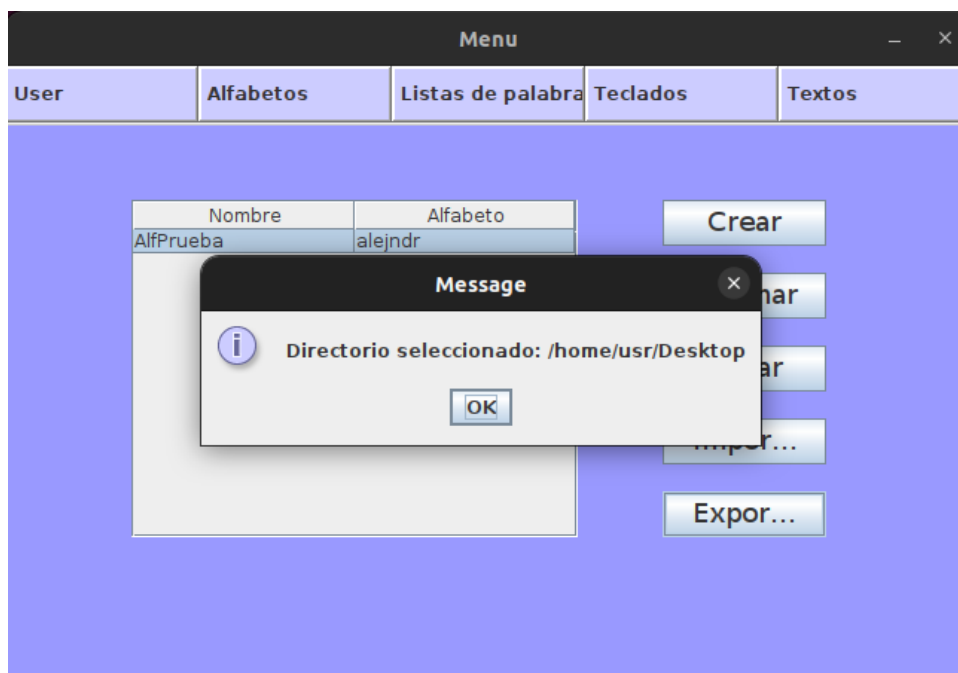 Menu
User Alfabetos Listas de palabra Teclados Textos
Nombre Alfabeto
AlfPrueba alejndr
Crear
Message
Directorio seleccionado: /home/usr/Desktop
OK
Expor...